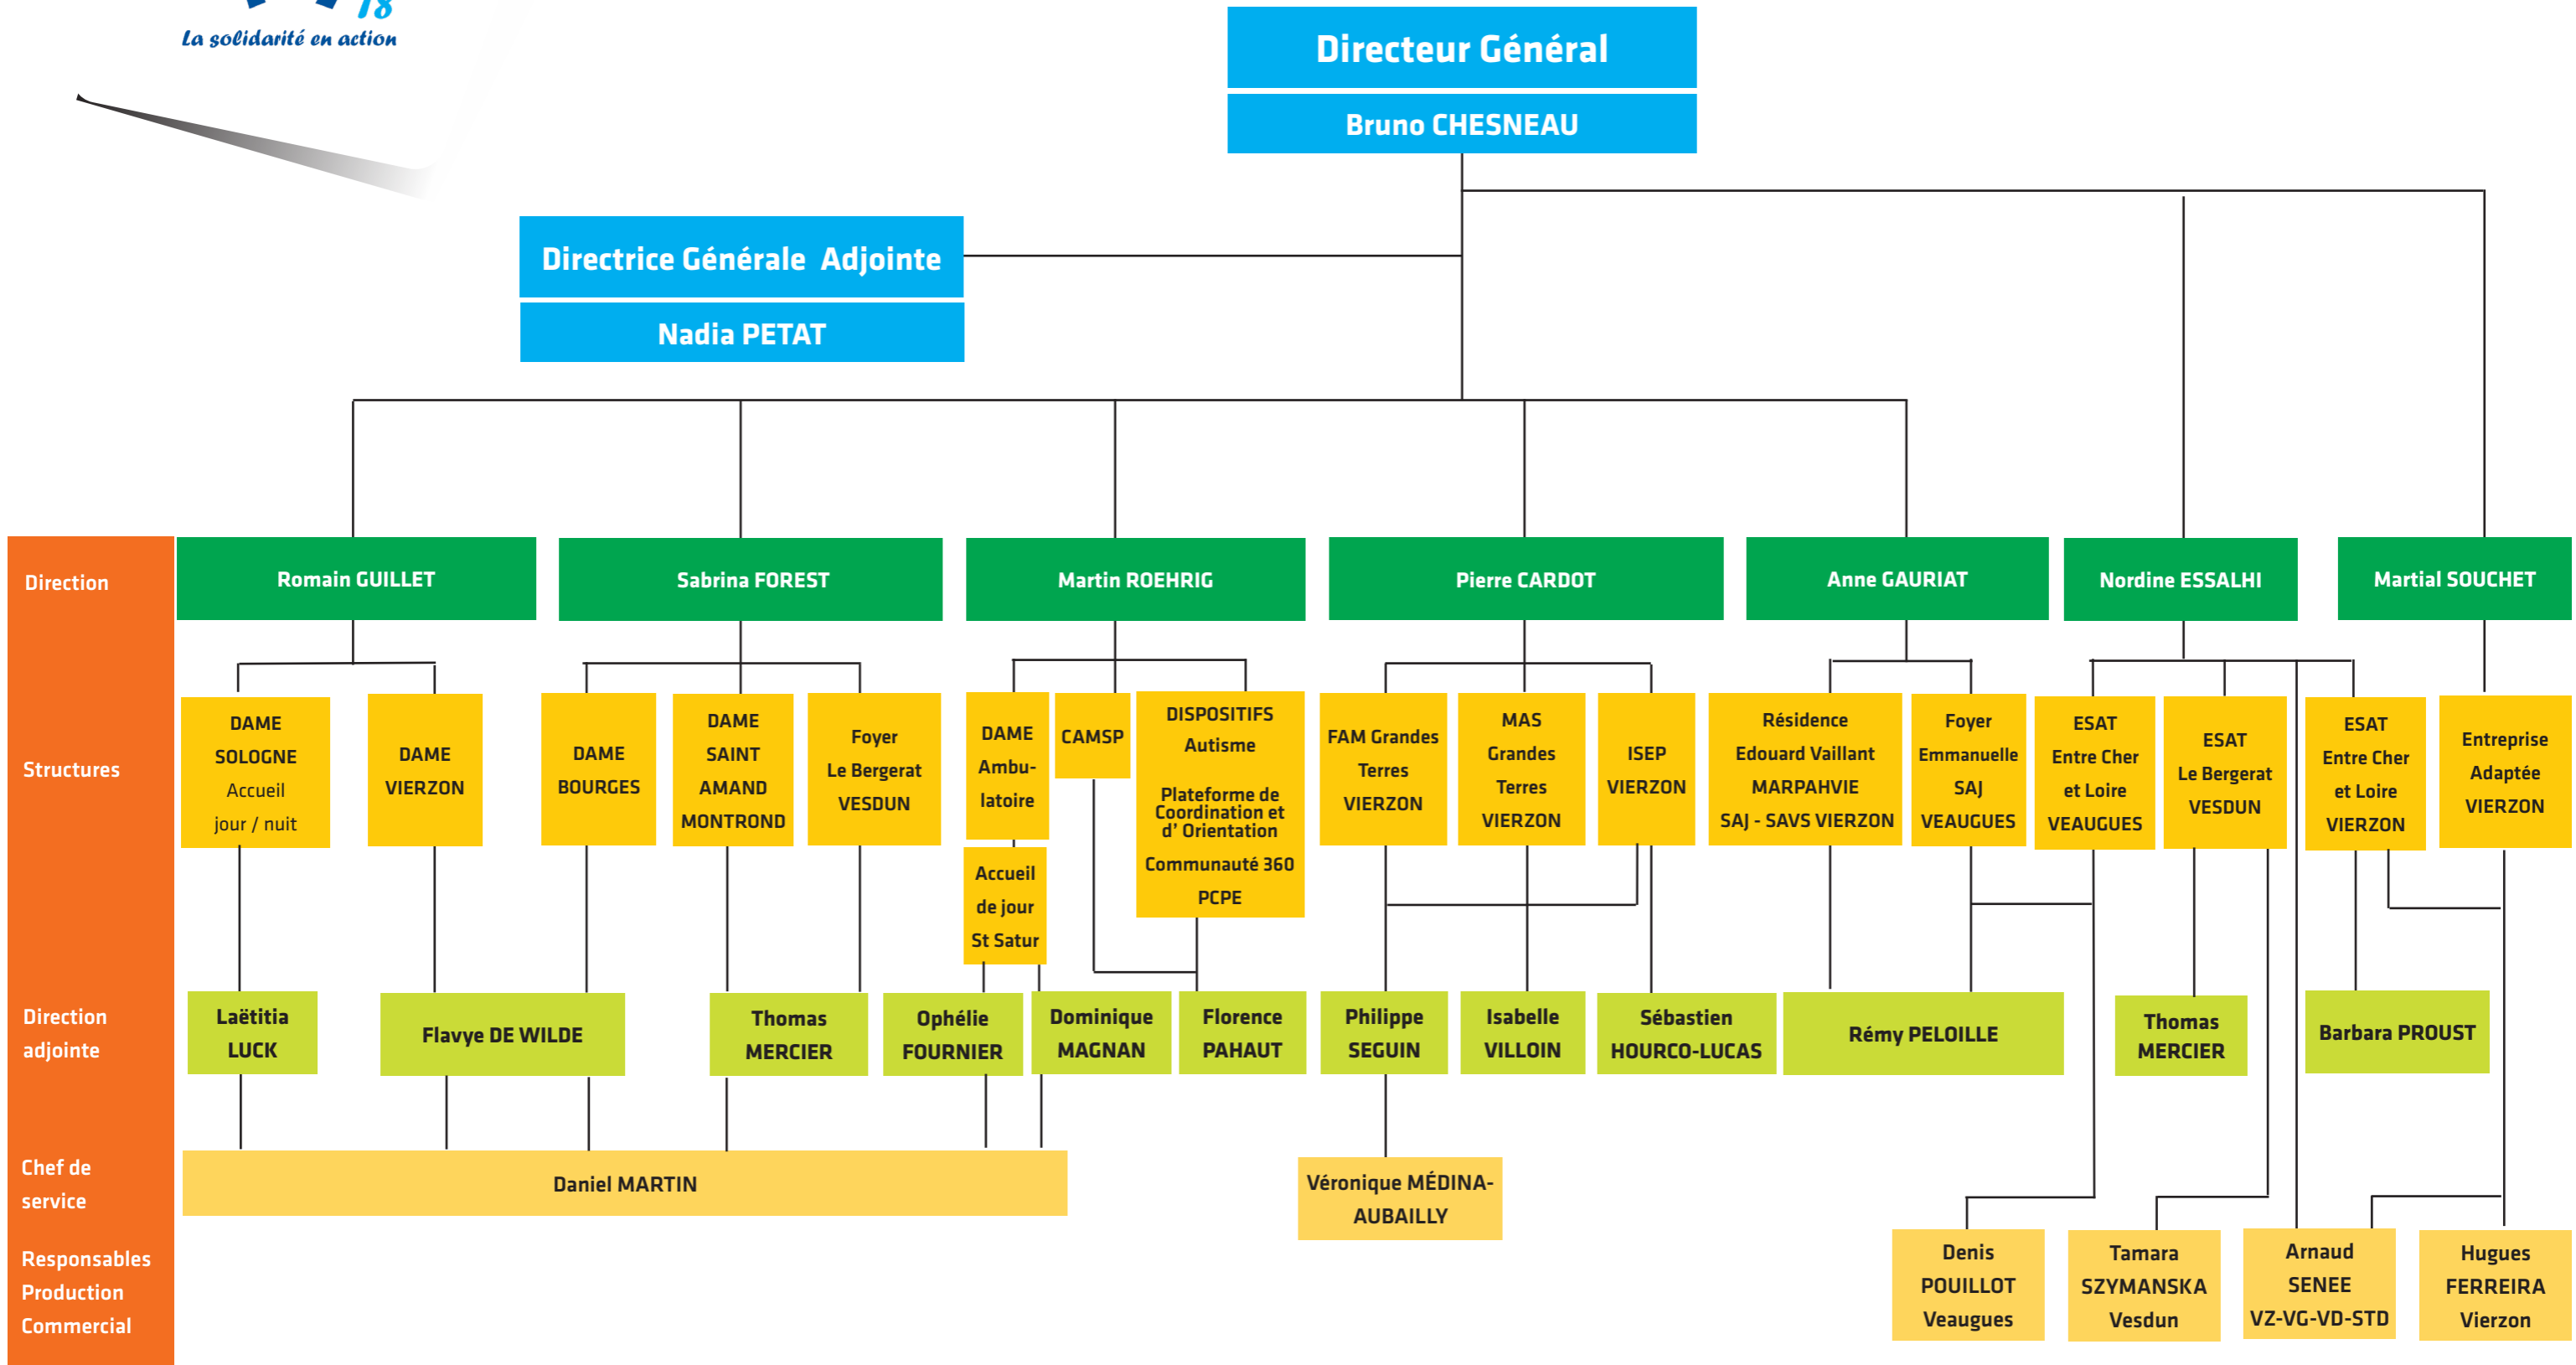 18
La solidarité en action
Directeur Général
Bruno CHESNEAU
Directrice Générale Adjointe
Nadia PETAT
Direction
Romain GUILLET
Sabrina FOREST
Martin ROEHRIG
Pierre CARDOT
Anne GAURIAT
Nordine ESSALHI
Martial SOUCHET
Structures
DAME
SOLOGNE
Accueil
jour / nuit
DAME
VIERZON
DAME
BOURGES
DAME
SAINT
AMAND
MONTROND
Foyer
Le Bergerat
VESDUN
DAME
Ambu-
latoire
Accueil
de jour
St Satur
CAMSP
DISPOSITIFS
Autisme
Plateforme de
Coordination et
d' Orientation
Communauté 360
PCPE
FAM Grandes
Terres
VIERZON
MAS
Grandes
Terres
VIERZON
ISEP
VIERZON
Résidence
Edouard Vaillant
MARPAHVIE
SAJ - SAVS VIERZON
Foyer
Emmanuelle
SAJ
VEAUGUES
ESAT
Entre Cher
et Loire
VEAUGUES
ESAT
Le Bergerat
VESDUN
ESAT
Entre Cher
et Loire
VIERZON
Entreprise
Adaptée
VIERZON
Direction
adjointe
Laëtitia
LUCK
Flavye DE WILDE
Thomas
MERCIER
Ophélie
FOURNIER
Dominique
MAGNAN
Florence
PAHAUT
Philippe
SEGUIN
Isabelle
VILLOIN
Sébastien
HOURCO-LUCAS
Rémy PELOILLE
Thomas
MERCIER
Barbara PROUST
Chef de
service
Daniel MARTIN
Véronique MÉDINA-
AUBAILLY
Responsables
Production
Commercial
Denis
POUILLOT
Veaugues
Tamara
SZYMANSKA
Vesdun
Arnaud
SENEE
VZ-VG-VD-STD
Hugues
FERREIRA
Vierzon